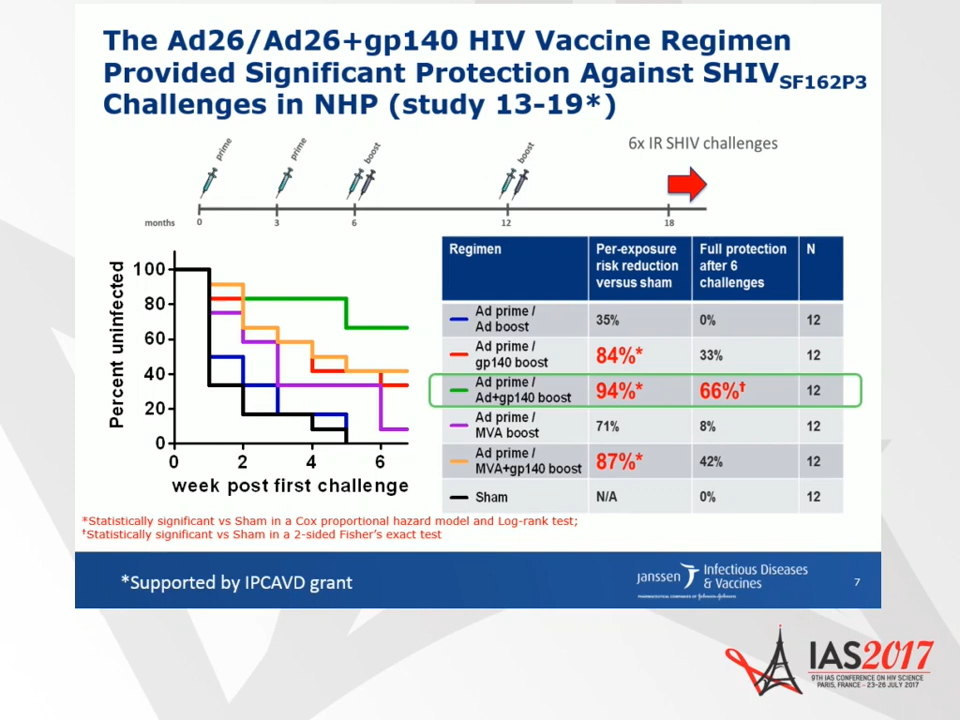 The Ad26/Ad26+gp140 HIV Vaccine Regimen
Provided Significant Protection Against SHIVSF162P3
Challenges in NHP (study 13-19*)
prime
prime
boost
boost
6x IR SHIV challenges
months
0
3
6
12
18
Percent uninfected
100
80
60
40
20
0
0
2
4
6
week post first challenge
Regimen
Per-exposure
risk reduction
versus sham
Full protection
after 6
challenges
N
Ad prime /
Ad boost
35%
0%
12
Ad prime /
gp140 boost
84%*
33%
12
Ad prime /
Ad+gp140 boost
94%*
66%†
12
Ad prime /
MVA boost
71%
8%
12
Ad prime /
MVA+gp140 boost
87%*
42%
12
Sham
N/A
0%
12
*Statistically significant vs Sham in a Cox proportional hazard model and Log-rank test;
†Statistically significant vs Sham in a 2-sided Fisher's exact test
*Supported by IPCAVD grant
janssen
Infectious Diseases
& Vaccines
PHARMACEUTICAL COMPANIES OF Johnson-Johnson
7
IAS2017
9TH IAS CONFERENCE ON HIV SCIENCE
PARIS, FRANCE - 23-26 JULY 2017